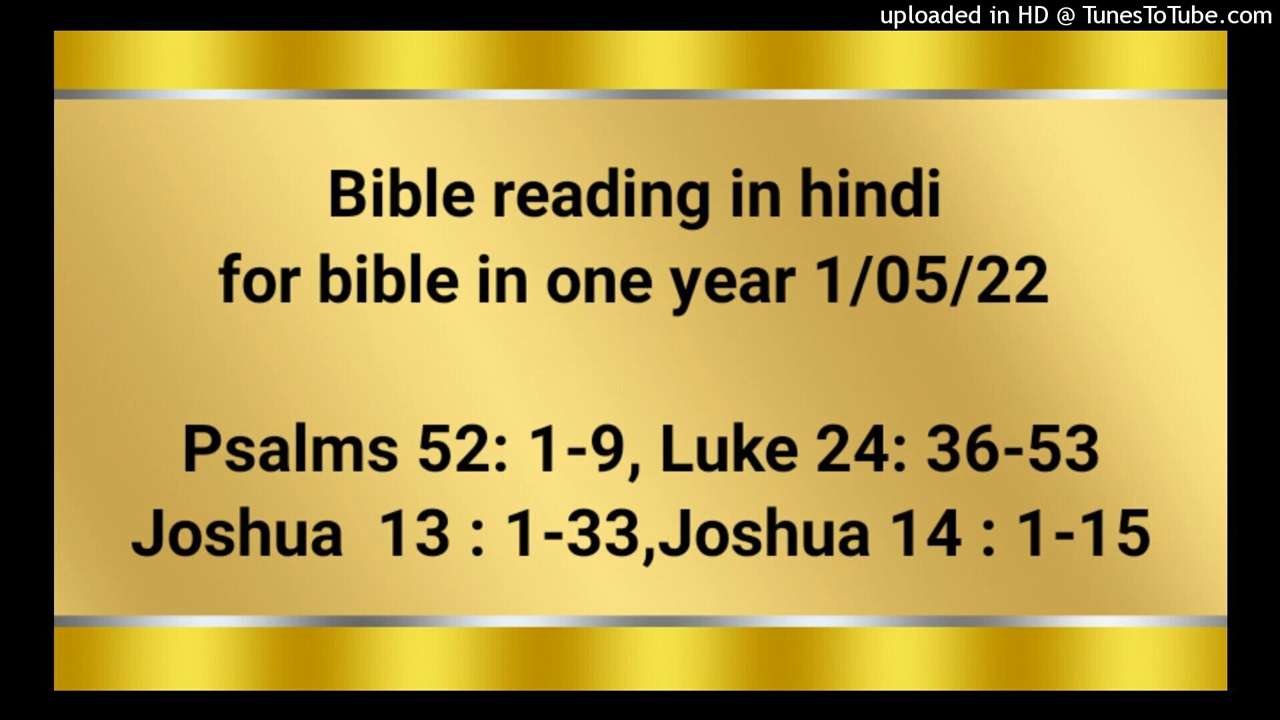 uploaded in HD @ TunesToTube.com
Bible reading in hindi
for bible in one year 1/05/22
Psalms 52: 1-9, Luke 24: 36-53
Joshua  13 : 1-33,Joshua 14 : 1-15